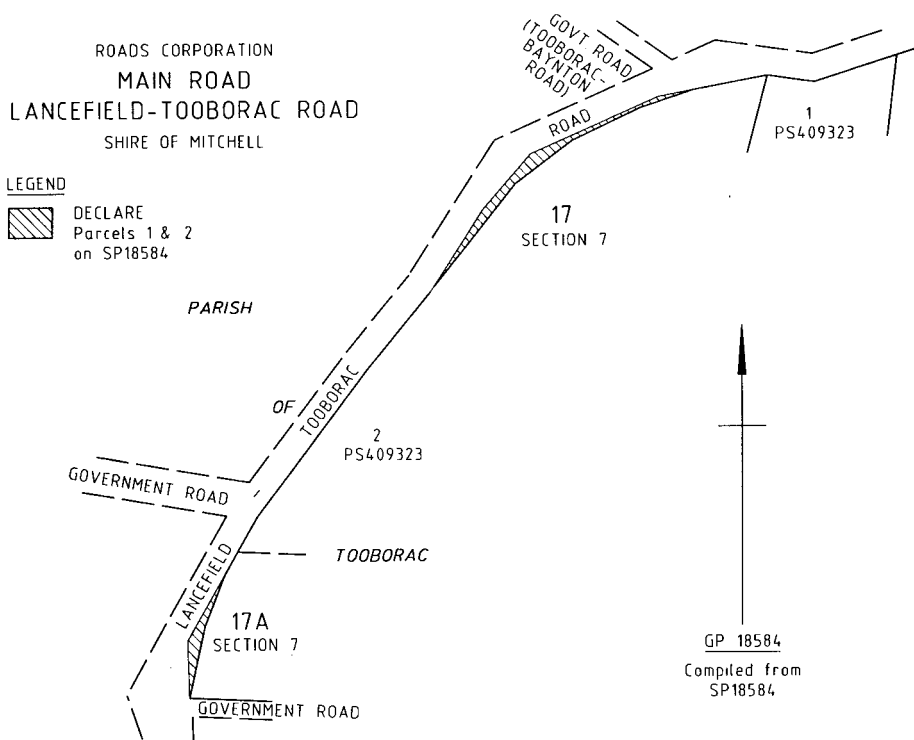 ROADS CORPORATION
MAIN ROAD
LANCEFIELD-TOOBORAC ROAD
SHIRE OF MITCHELL
LEGEND
DECLARE
Parcels 1 & 2
on SP18584
GOVT. ROAD
(TOOBORAC-
BAYNTON
ROAD)
ROAD
1
PS409323
17
SECTION 7
PARISH
OF
TOOBORAC
2
PS409323
GOVERNMENT ROAD
LANCEFIELD
TOOBORAC
17A
SECTION 7
GOVERNMENT ROAD
GP 18584
Compiled from
SP18584